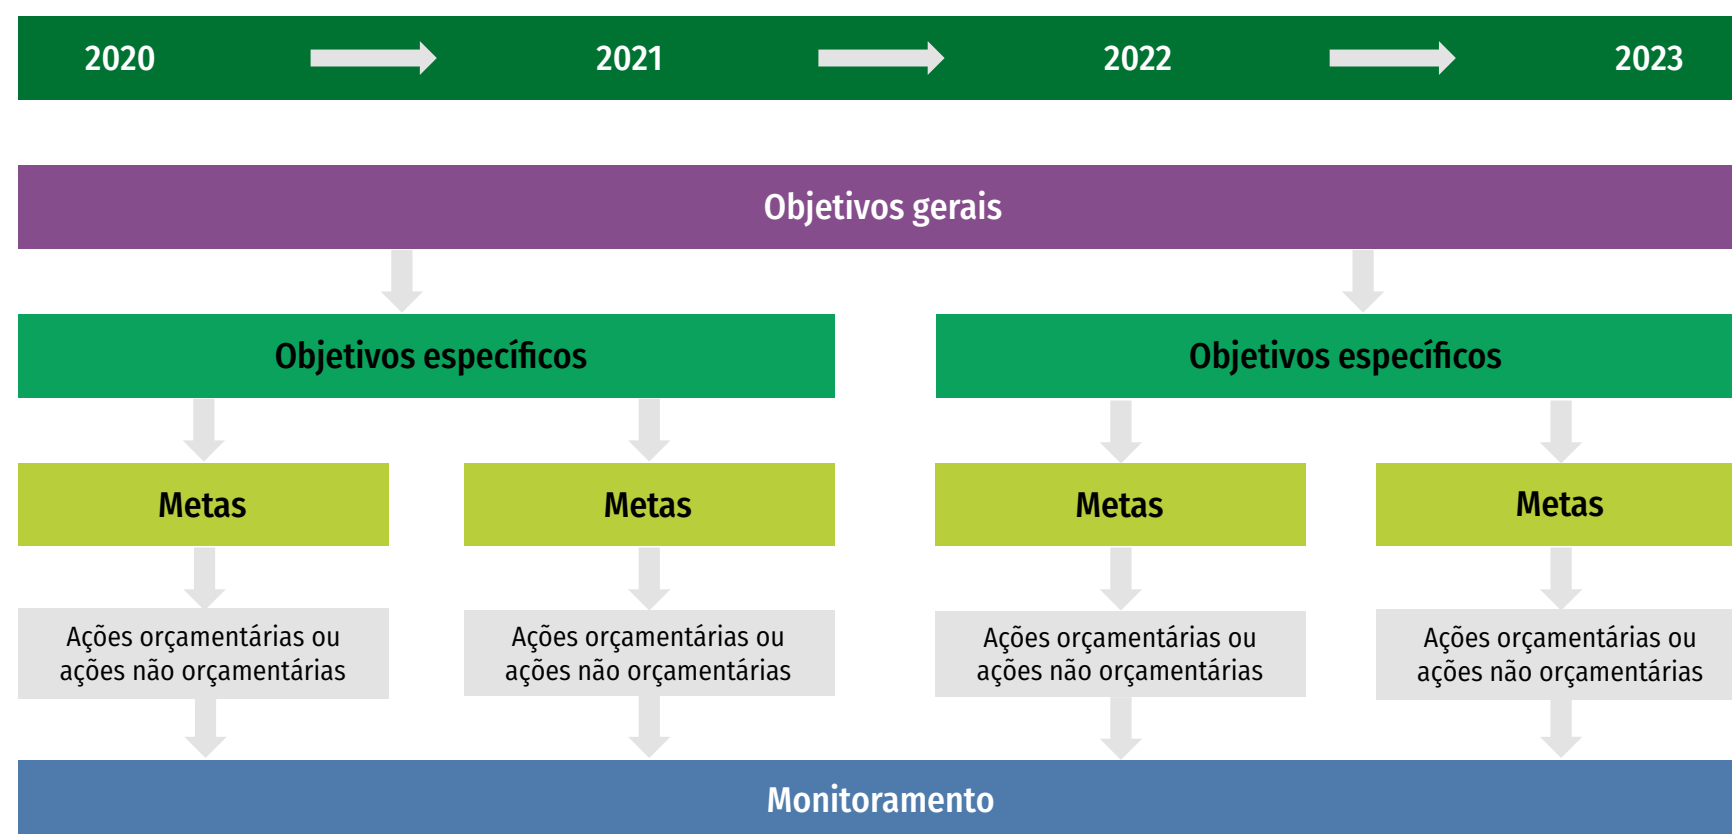 2020
2021
2022
2023
Objetivos gerais
Objetivos específicos
Objetivos específicos
Metas
Metas
Metas
Metas
Ações orçamentárias ou
ações não orçamentárias
Ações orçamentárias ou
ações não orçamentárias
Ações orçamentárias ou
ações não orçamentárias
Ações orçamentárias ou
ações não orçamentárias
Monitoramento